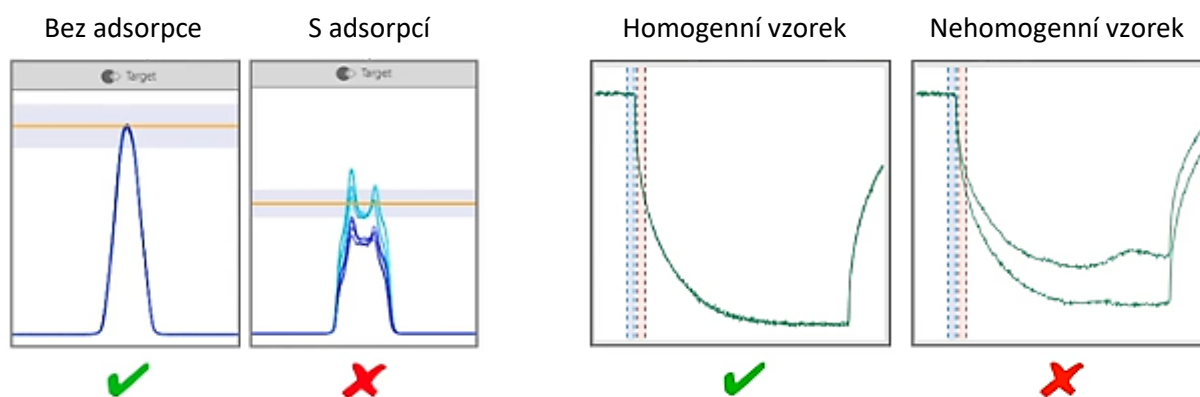 Bez adsorpce
S adsorpcí
Homogenní vzorek
Nehomogenní vzorek
Target
Target